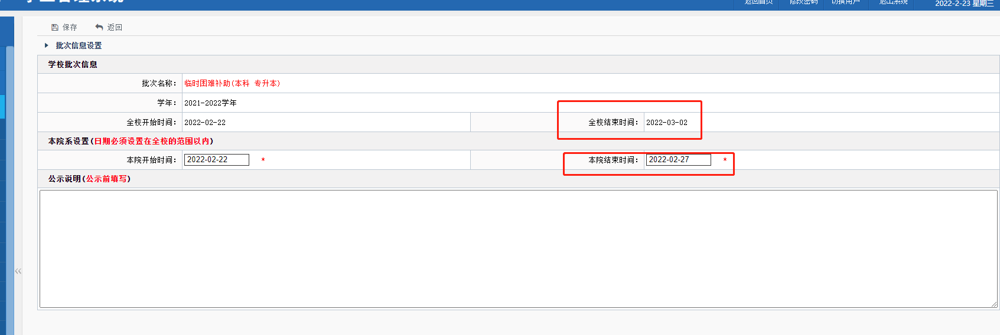 返回首页 修改密码 切换用户 退出系统 2022-2-23 星期三
保存 返回
批次信息设置
学校批次信息
批次名称： 临时困难补助(本科 专升本)
学年： 2021-2022学年
全校开始时间： 2022-02-22 全校结束时间： 2022-03-02
本院系设置(日期必须设置在全校的范围以内)
本院开始时间： 2022-02-22 * 本院结束时间： 2022-02-27 *
公示说明(公示前填写)